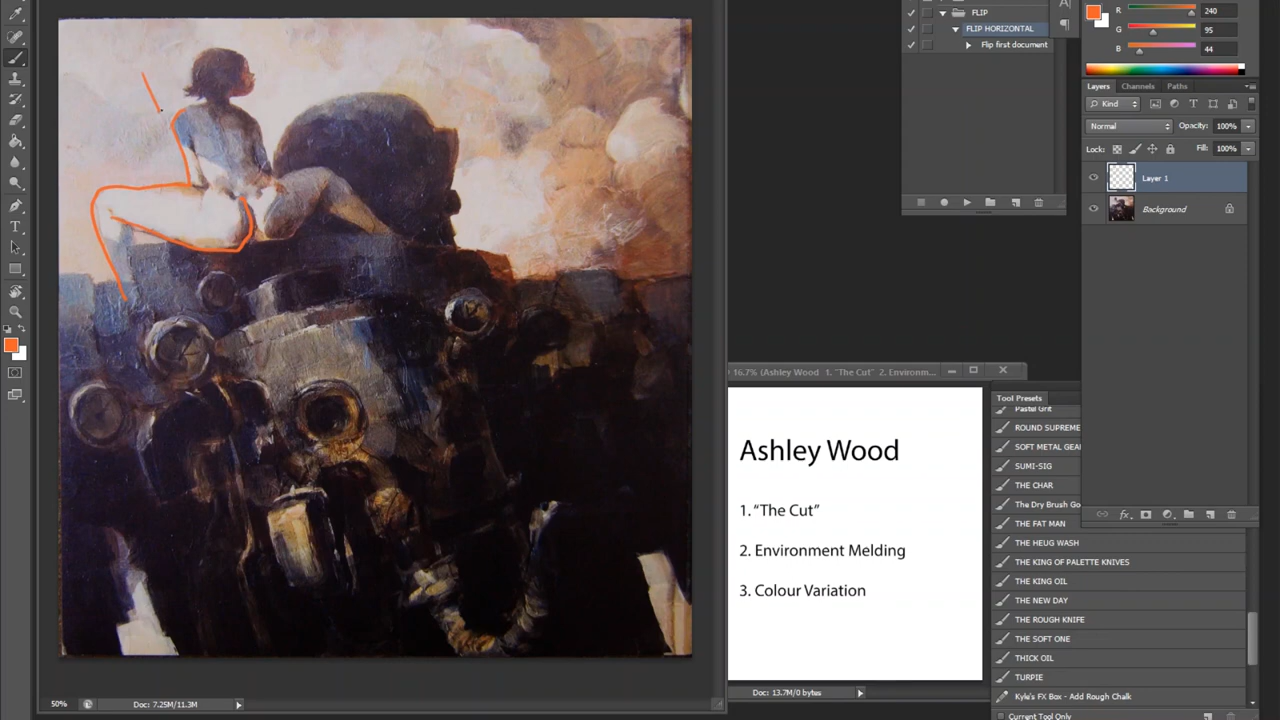 FLIP
FLIP HORIZONTAL
Flip first document
R 240
G 95
B 44
Layers Channels Paths
Kind
Normal Opacity: 100%
Lock: Fill: 100%
Layer 1
Background
16.7% (Ashley Wood 1. "The Cut" 2. Environm...
Ashley Wood
1. "The Cut"
2. Environment Melding
3. Colour Variation
Doc: 13.7M/0 bytes
Tool Presets
Pastel Grit
ROUND SUPREME
SOFT METAL GEA
SUMI-SIG
THE CHAR
The Dry Brush Go
THE FAT MAN
THE HEUG WASH
THE KING OF PALETTE KNIVES
THE KING OIL
THE NEW DAY
THE ROUGH KNIFE
THE SOFT ONE
THICK OIL
TURPIE
Kyle's FX Box - Add Rough Chalk
Current Tool Only
50% Doc: 7.25M/11.3M